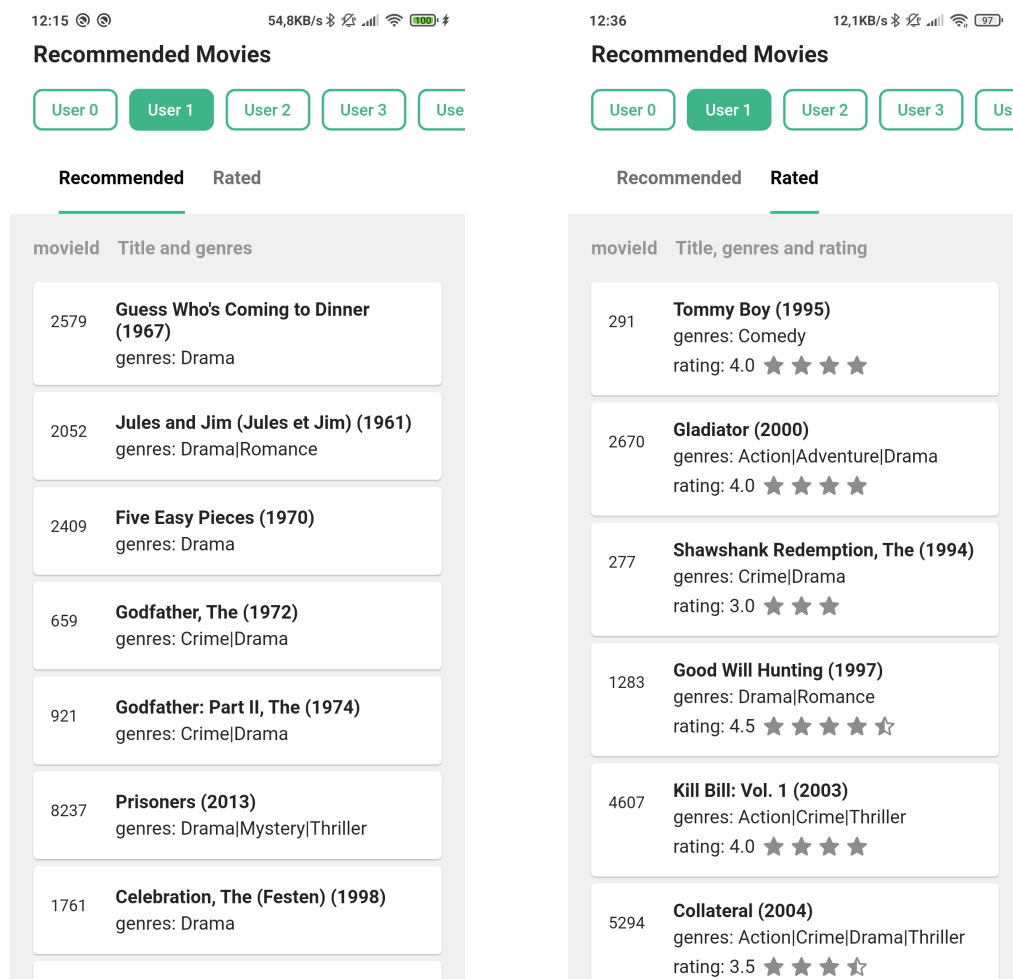 12:15
54,8KB/s
100
Recommended Movies
User 0
User 1
User 2
User 3
Use
Recommended
Rated
movieId
Title and genres
2579
Guess Who's Coming to Dinner
(1967)
genres: Drama
2052
Jules and Jim (Jules et Jim) (1961)
genres: Drama|Romance
2409
Five Easy Pieces (1970)
genres: Drama
659
Godfather, The (1972)
genres: Crime|Drama
921
Godfather: Part II, The (1974)
genres: Crime|Drama
8237
Prisoners (2013)
genres: Drama|Mystery|Thriller
1761
Celebration, The (Festen) (1998)
genres: Drama
12:36
12,1KB/s
97
Recommended Movies
User 0
User 1
User 2
User 3
Us
Recommended
Rated
movieId
Title, genres and rating
291
Tommy Boy (1995)
genres: Comedy
rating: 4.0
2670
Gladiator (2000)
genres: Action|Adventure|Drama
rating: 4.0
277
Shawshank Redemption, The (1994)
genres: Crime|Drama
rating: 3.0
1283
Good Will Hunting (1997)
genres: Drama|Romance
rating: 4.5
4607
Kill Bill: Vol. 1 (2003)
genres: Action|Crime|Thriller
rating: 4.0
5294
Collateral (2004)
genres: Action|Crime|Drama|Thriller
rating: 3.5